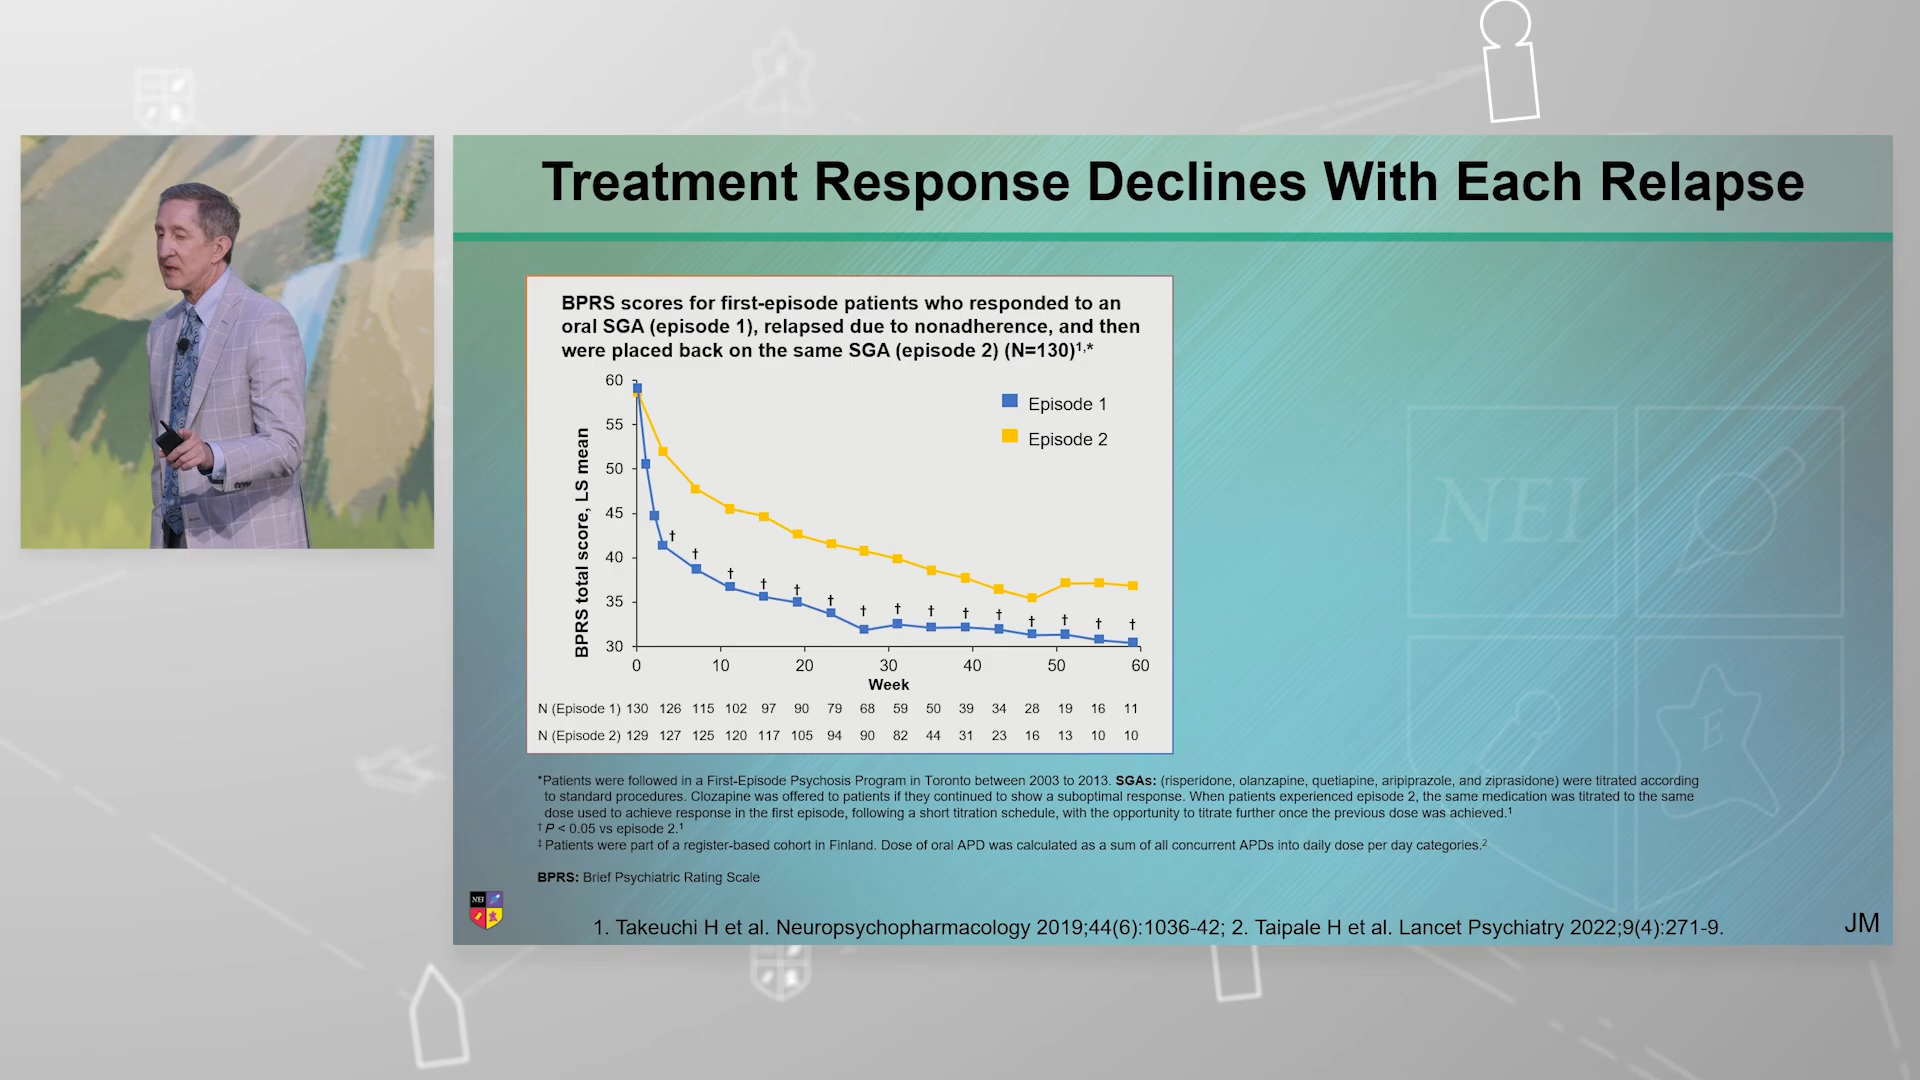 Treatment Response Declines With Each Relapse
BPRS scores for first-episode patients who responded to an
oral SGA (episode 1), relapsed due to nonadherence, and then
were placed back on the same SGA (episode 2) (N=130)¹,*
60
55
50
45
40
35
30
BPRS total score, LS mean
Episode 1
Episode 2
† † † † † † † † † † † † † † †
0 10 20 30 40 50 60
Week
N (Episode 1) 130 126 115 102 97 90 79 68 59 50 39 34 28 19 16 11
N (Episode 2) 129 127 125 120 117 105 94 90 82 44 31 23 16 13 10 10
*Patients were followed in a First-Episode Psychosis Program in Toronto between 2003 to 2013. SGAs: (risperidone, olanzapine, quetiapine, aripiprazole, and ziprasidone) were titrated according
to standard procedures. Clozapine was offered to patients if they continued to show a suboptimal response. When patients experienced episode 2, the same medication was titrated to the same
dose used to achieve response in the first episode, following a short titration schedule, with the opportunity to titrate further once the previous dose was achieved.¹
† P < 0.05 vs episode 2.¹
‡ Patients were part of a register-based cohort in Finland. Dose of oral APD was calculated as a sum of all concurrent APDs into daily dose per day categories.²
BPRS: Brief Psychiatric Rating Scale
NEI
E
NEI
1. Takeuchi H et al. Neuropsychopharmacology 2019;44(6):1036-42; 2. Taipale H et al. Lancet Psychiatry 2022;9(4):271-9.
JM